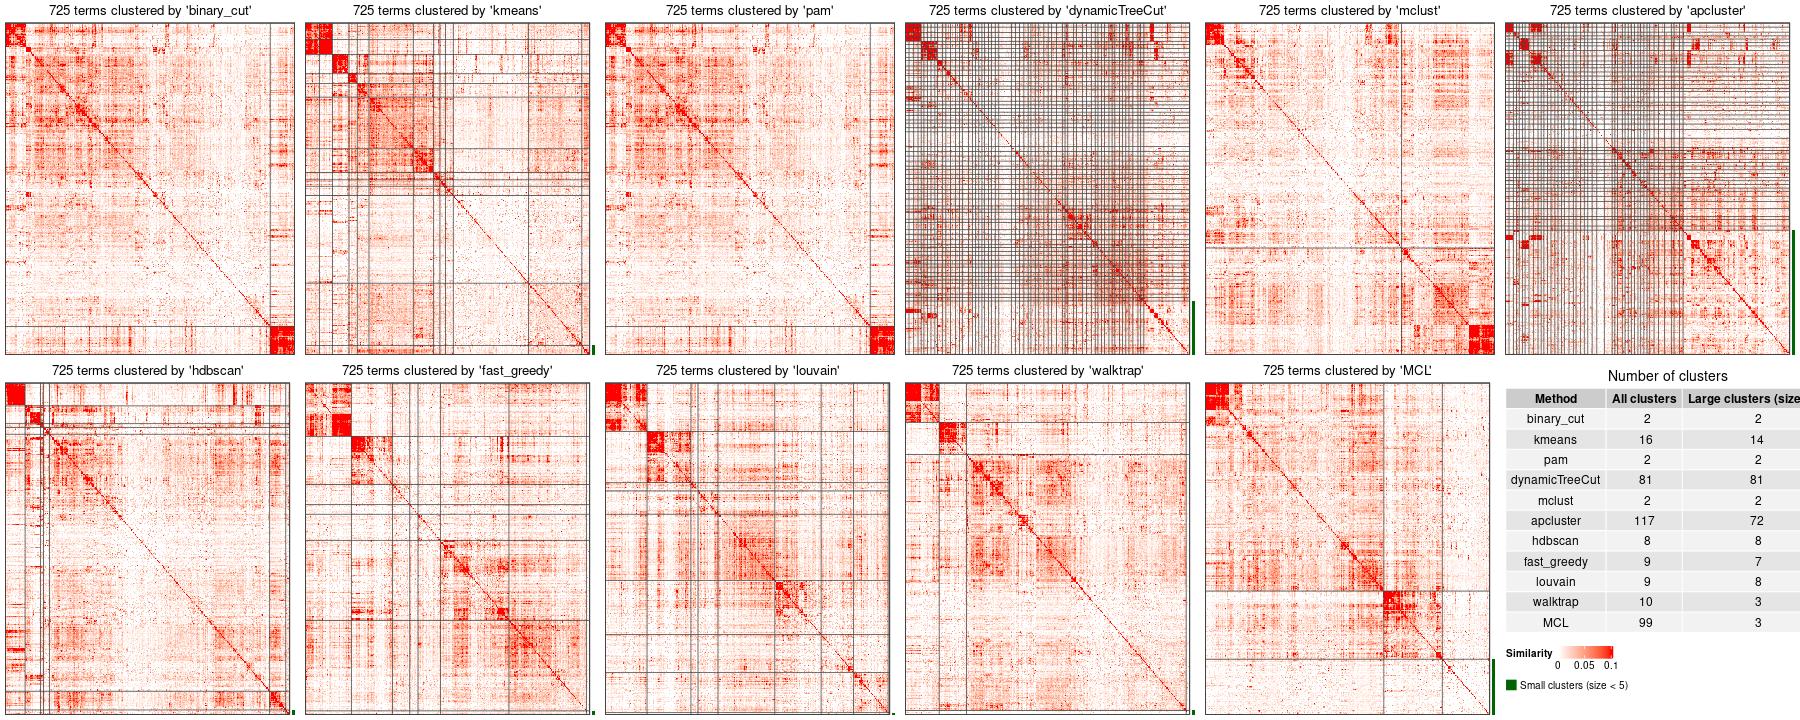 725 terms clustered by 'binary_cut'
725 terms clustered by 'kmeans'
725 terms clustered by 'pam'
725 terms clustered by 'dynamicTreeCut'
725 terms clustered by 'mclust'
725 terms clustered by 'apcluster'
725 terms clustered by 'hdbscan'
725 terms clustered by 'fast_greedy'
725 terms clustered by 'louvain'
725 terms clustered by 'walktrap'
725 terms clustered by 'MCL'
Number of clusters
Method All clusters Large clusters (size
binary_cut 2 2
kmeans 16 14
pam 2 2
dynamicTreeCut 81 81
mclust 2 2
apcluster 117 72
hdbscan 8 8
fast_greedy 9 7
louvain 9 8
walktrap 10 3
MCL 99 3
Similarity
0 0.05 0.1
Small clusters (size < 5)